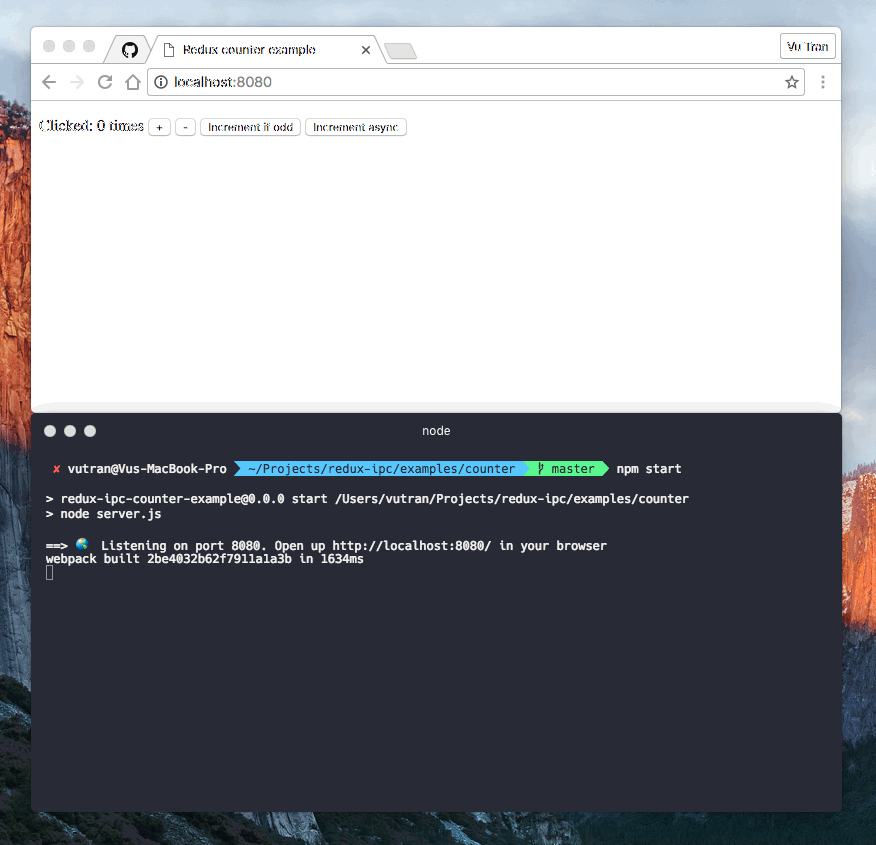 Redux counter example
Vu Tran
localhost:8080
Clicked: 0 times + - Increment if odd Increment async
node
✘ vutran@Vus-MacBook-Pro ~/Projects/redux-ipc/examples/counter master npm start
> redux-ipc-counter-example@0.0.0 start /Users/vutran/Projects/redux-ipc/examples/counter
> node server.js
==> 🌎 Listening on port 8080. Open up http://localhost:8080/ in your browser
webpack built 2be4032b62f7911a1a3b in 1634ms